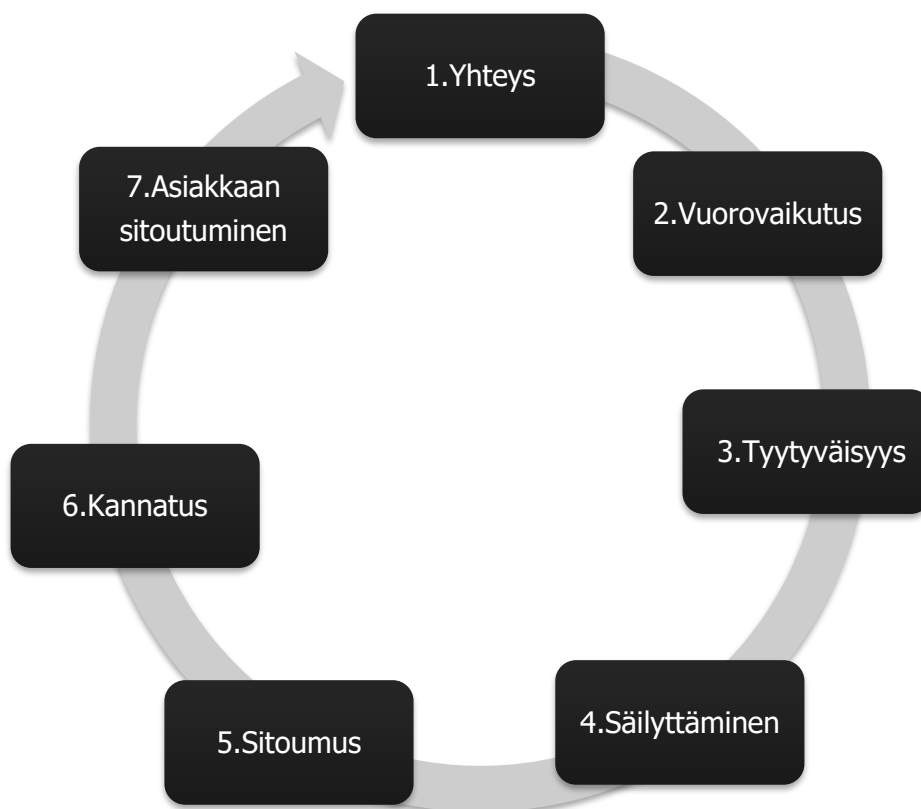 1.Yhteys
2.Vuorovaikutus
3.Tyytyväisyys
4.Säilyttäminen
5.Sitoumus
6.Kannatus
7.Asiakkaan
sitoutuminen